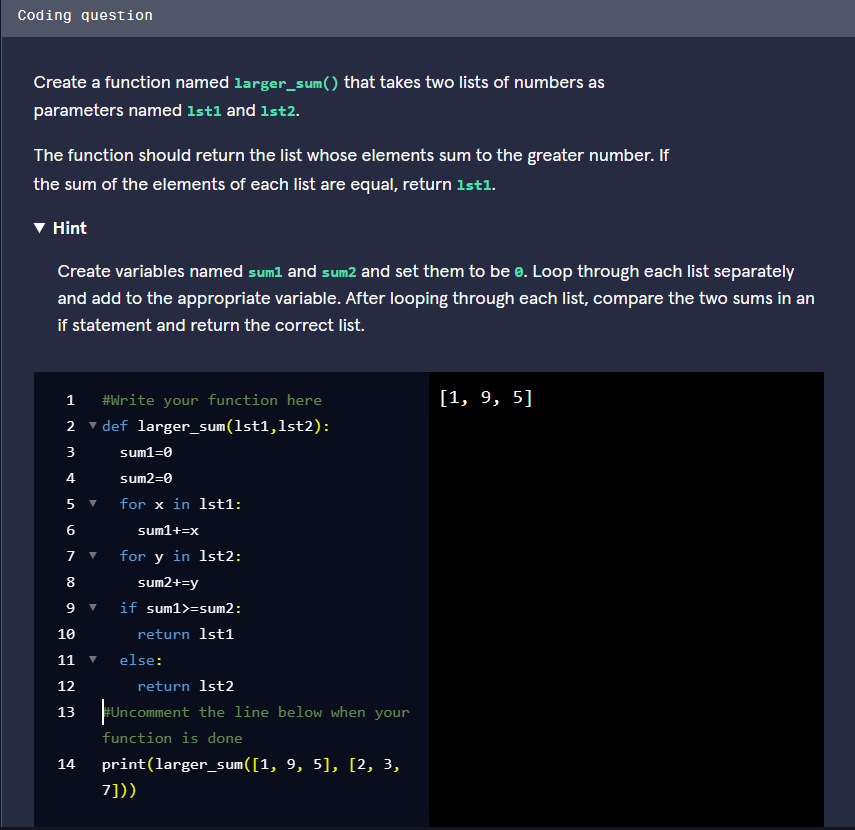 Coding question
Create a function named larger_sum() that takes two lists of numbers as
parameters named lst1 and lst2.
The function should return the list whose elements sum to the greater number. If
the sum of the elements of each list are equal, return lst1.
▼ Hint
Create variables named sum1 and sum2 and set them to be 0. Loop through each list separately
and add to the appropriate variable. After looping through each list, compare the two sums in an
if statement and return the correct list.
1 #Write your function here
2 ▼ def larger_sum(lst1,lst2):
3 sum1=0
4 sum2=0
5 ▼ for x in lst1:
6 sum1+=x
7 ▼ for y in lst2:
8 sum2+=y
9 ▼ if sum1>=sum2:
10 return lst1
11 ▼ else:
12 return lst2
13 #Uncomment the line below when your
function is done
14 print(larger_sum([1, 9, 5], [2, 3,
7]))
[1, 9, 5]